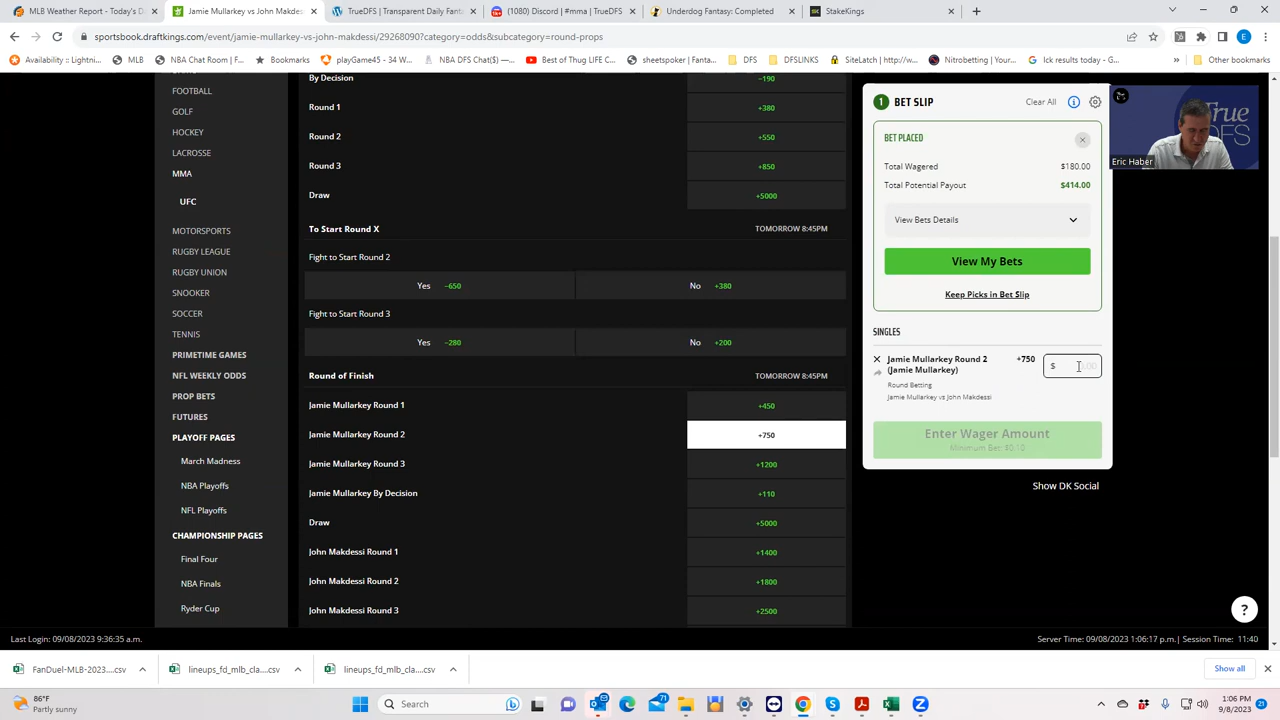 MLB Weather Report - Today's D
Jamie Mullarkey vs John Makdess
TrueDFS | Transparent Daily Fanta
(1080) Discord | #mma | TrueDFS
Underdog Fantasy: Completed
StakeKings
sportsbook.draftkings.com/event/jamie-mullarkey-vs-john-makdessi/29268090?category=odds&subcategory=round-props
Availability :: Lightnin...
MLB
NBA Chat Room | F...
Bookmarks
playGame45 - 34 W...
NBA DFS Chat($) —...
Best of Thug LIFE C...
sheetspoker | Fanta...
DFS
DFSLINKS
SiteLatch | http://w...
Nitrobetting | Your...
Ick results today - G...
Other bookmarks
FOOTBALL
GOLF
HOCKEY
LACROSSE
MMA
UFC
MOTORSPORTS
RUGBY LEAGUE
RUGBY UNION
SNOOKER
SOCCER
TENNIS
PRIMETIME GAMES
NFL WEEKLY ODDS
PROP BETS
FUTURES
PLAYOFF PAGES
March Madness
NBA Playoffs
NFL Playoffs
CHAMPIONSHIP PAGES
Final Four
NBA Finals
Ryder Cup
By Decision −190
Round 1 +380
Round 2 +550
Round 3 +850
Draw +5000
To Start Round X TOMORROW 8:45PM
Fight to Start Round 2
Yes −650 No +380
Fight to Start Round 3
Yes −280 No +200
Round of Finish TOMORROW 8:45PM
Jamie Mullarkey Round 1 +450
Jamie Mullarkey Round 2 +750
Jamie Mullarkey Round 3 +1200
Jamie Mullarkey By Decision +110
Draw +5000
John Makdessi Round 1 +1400
John Makdessi Round 2 +1800
John Makdessi Round 3 +2500
1 BET SLIP Clear All
BET PLACED
Total Wagered $180.00
Total Potential Payout $414.00
View Bets Details
View My Bets
Keep Picks in Bet Slip
SINGLES
Jamie Mullarkey Round 2 +750 $
(Jamie Mullarkey)
Round Betting
Jamie Mullarkey vs John Makdessi
Enter Wager Amount
Minimum Bet: $0.10
Show DK Social
True
DFS
Eric Haber
?
Last Login: 09/08/2023 9:36:35 a.m. Server Time: 09/08/2023 1:06:17 p.m. | Session Time: 11:40
FanDuel-MLB-2023....csv
lineups_fd_mlb_cla....csv
lineups_fd_mlb_cla....csv
Show all
86°F
Partly sunny
Search
71
1:06 PM
9/8/2023